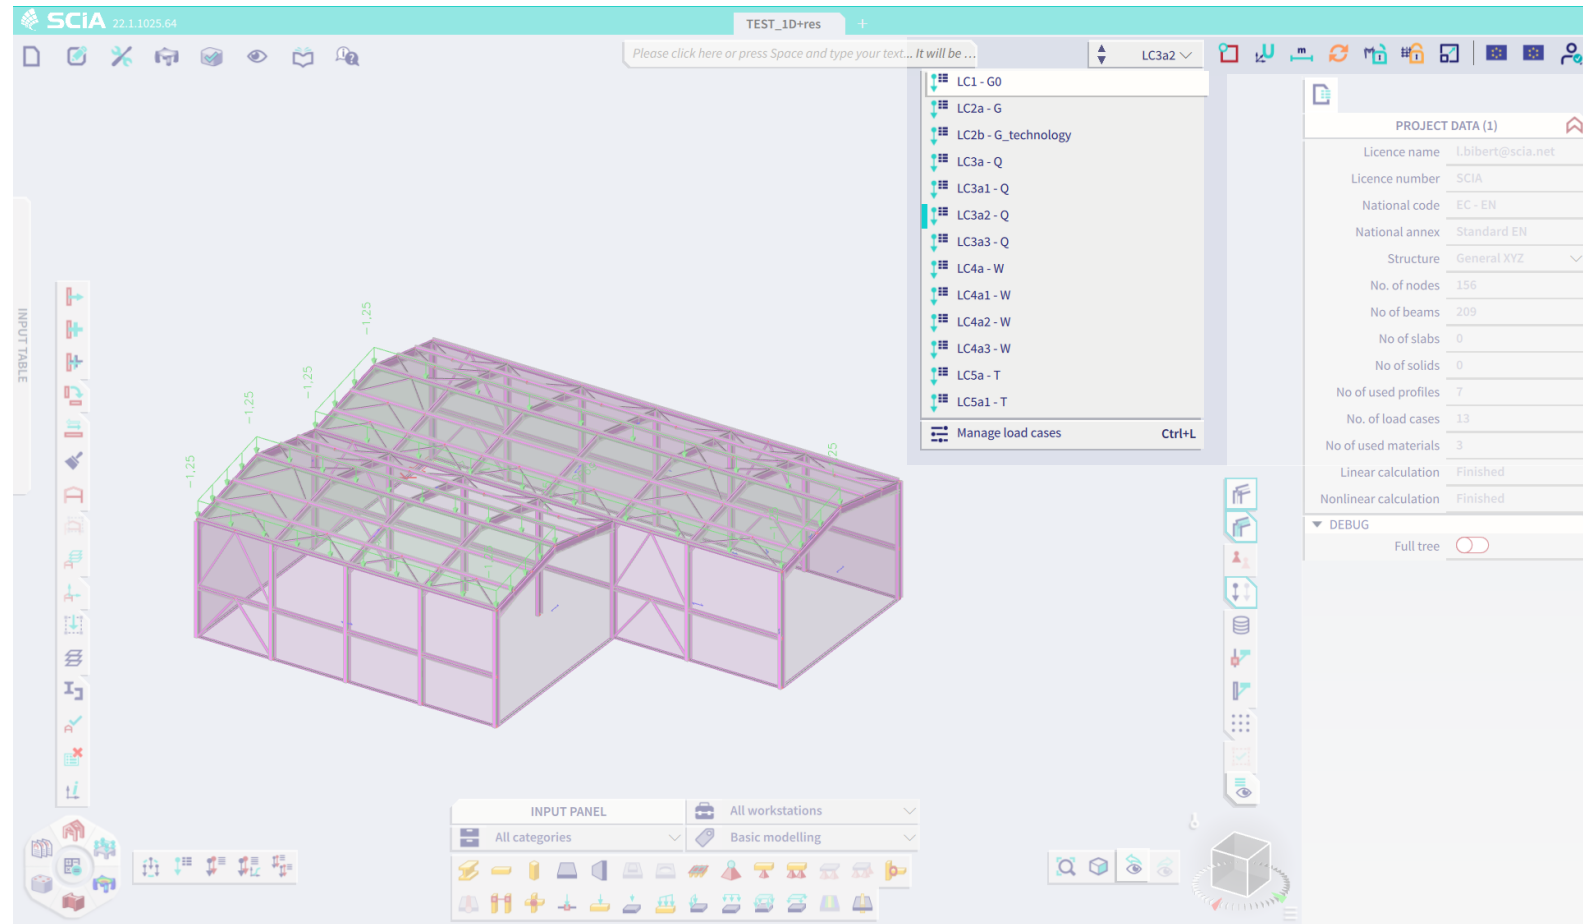 SCiA 22.1.1025.64
TEST_1D+res
Please click here or press Space and type your text... It will be ...
LC3a2
LC1 - G0
LC2a - G
LC2b - G_technology
LC3a - Q
LC3a1 - Q
LC3a2 - Q
LC3a3 - Q
LC4a - W
LC4a1 - W
LC4a2 - W
LC4a3 - W
LC5a - T
LC5a1 - T
Manage load cases Ctrl+L
PROJECT DATA (1)
Licence name l.bibert@scia.net
Licence number SCIA
National code EC - EN
National annex Standard EN
Structure General XYZ
No. of nodes 156
No of beams 209
No of slabs 0
No of solids 0
No of used profiles 7
No. of load cases 13
No of used materials 3
Linear calculation Finished
Nonlinear calculation Finished
DEBUG
Full tree
INPUT TABLE
-1,25
-1,25
-1,25
-1,25
INPUT PANEL
All workstations
All categories
Basic modelling